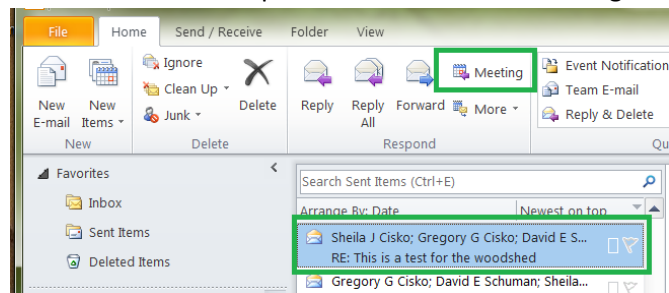 File Home Send / Receive Folder View
Ignore
Clean Up
Junk
New E-mail
New Items
Delete
Reply
Reply All
Forward
Meeting
More
Event Notification
Team E-mail
Reply & Delete
New Delete Respond Qu
Favorites
Inbox
Sent Items
Deleted Items
Search Sent Items (Ctrl+E)
Arrange By: Date Newest on top
Sheila J Cisko; Gregory G Cisko; David E S...
RE: This is a test for the woodshed
Gregory G Cisko; David E Schuman; Sheila...